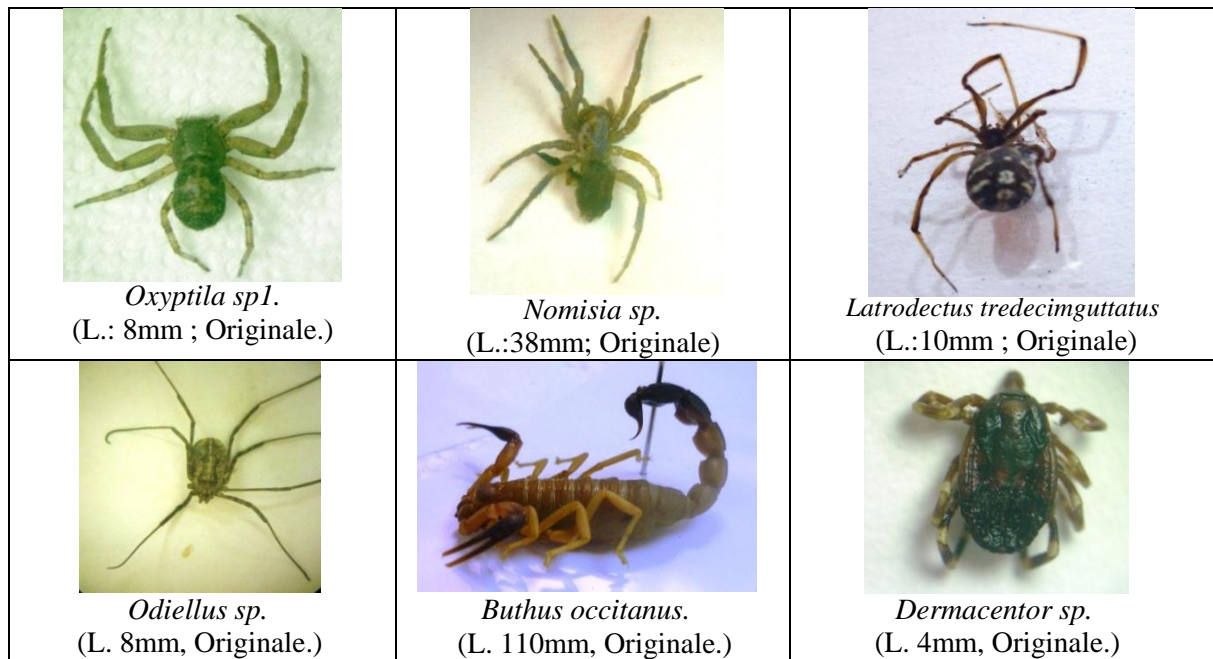 Oxyptila sp1.
(L.: 8mm ; Originale.)
Nomisia sp.
(L.:38mm; Originale)
Latrodectus tredecimguttatus
(L.:10mm ; Originale)
Odiellus sp.
(L. 8mm, Originale.)
Buthus occitanus.
(L. 110mm, Originale.)
Dermacentor sp.
(L. 4mm, Originale.)